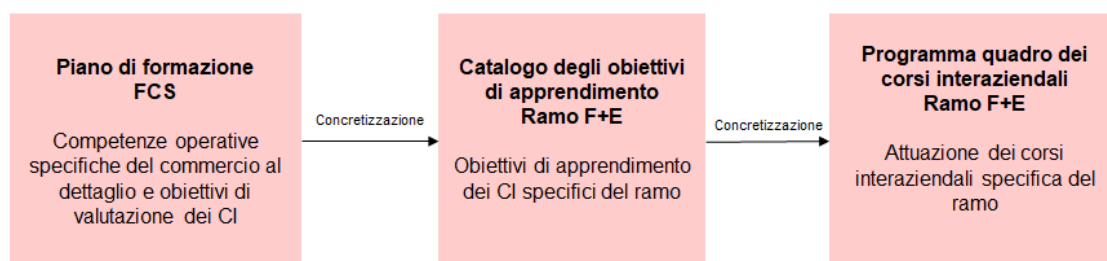 Piano di formazione
FCS
Competenze operative
specifiche del commercio al
dettaglio e obiettivi di
valutazione dei CI
Concretizzazione
Catalogo degli obiettivi
di apprendimento
Ramo F+E
Obiettivi di apprendimento
dei CI specifici del ramo
Concretizzazione
Programma quadro dei
corsi interaziendali
Ramo F+E
Attuazione dei corsi
interaziendali specifica del
ramo